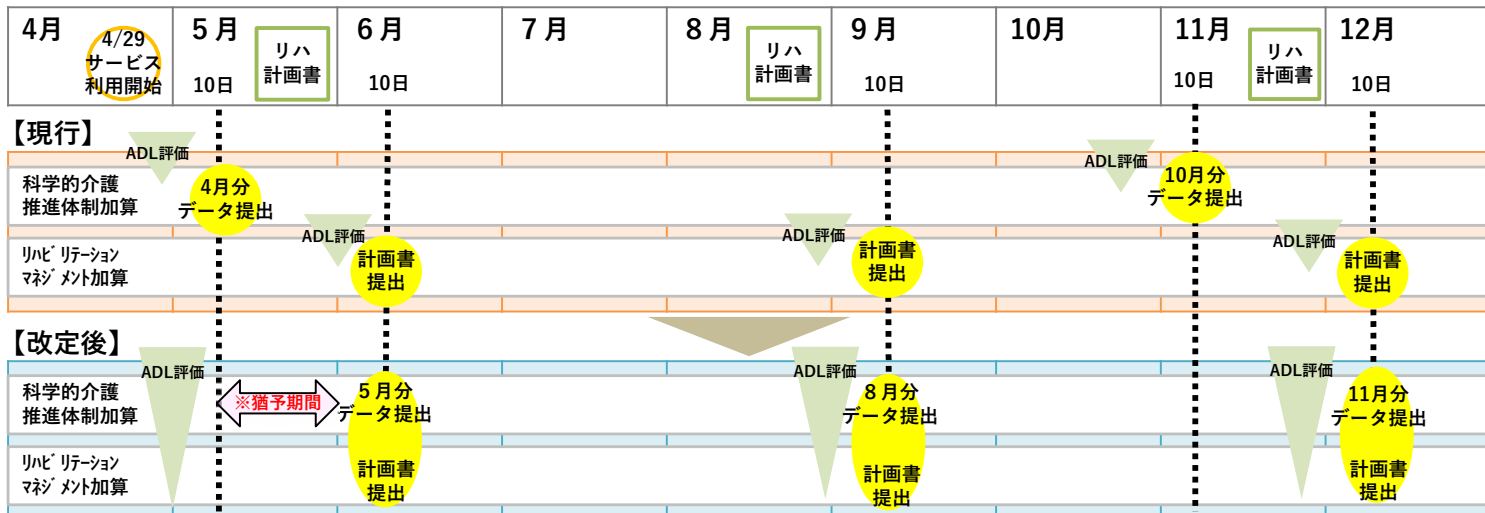 4月
4/29
サービス
利用開始
5月
10日
リハ
計画書
6月
10日
7月
8月
リハ
計画書
9月
10日
10月
11月
10日
リハ
計画書
12月
10日
【現行】
ADL評価
科学的介護
推進体制加算
4月分
データ提出
ADL評価
10月分
データ提出
ADL評価
ADL評価
ADL評価
リハビリテーション
マネジメント加算
計画書
提出
計画書
提出
計画書
提出
【改定後】
ADL評価
ADL評価
ADL評価
科学的介護
推進体制加算
※猶予期間
5月分
データ提出
8月分
データ提出
11月分
データ提出
リハビリテーション
マネジメント加算
計画書
提出
計画書
提出
計画書
提出